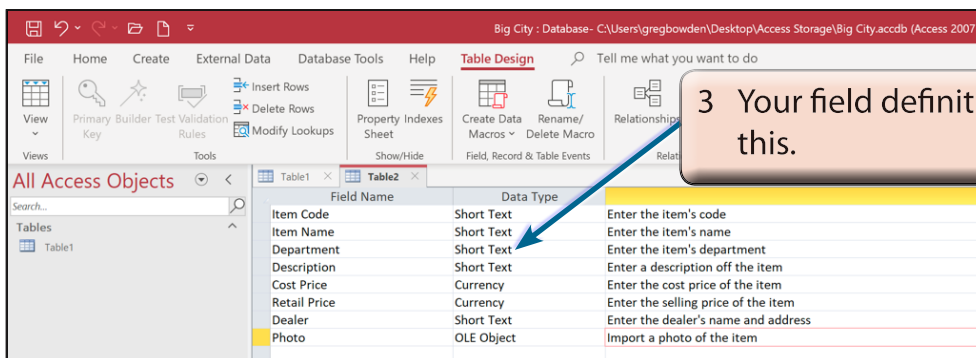 Big City : Database- C:\Users\gregbowden\Desktop\Access Storage\Big City.accdb (Access 2007
File Home Create External Data Database Tools Help Table Design Tell me what you want to do
View
Primary Key
Builder
Test Validation Rules
Insert Rows
Delete Rows
Modify Lookups
Property Sheet
Indexes
Create Data Macros
Rename/ Delete Macro
Relationships
Views Tools Show/Hide Field, Record & Table Events Relati
3 Your field definit
this.
All Access Objects
Search...
Tables
Table1
Table1 Table2
Field Name Data Type
Item Code Short Text Enter the item's code
Item Name Short Text Enter the item's name
Department Short Text Enter the item's department
Description Short Text Enter a description off the item
Cost Price Currency Enter the cost price of the item
Retail Price Currency Enter the selling price of the item
Dealer Short Text Enter the dealer's name and address
Photo OLE Object Import a photo of the item